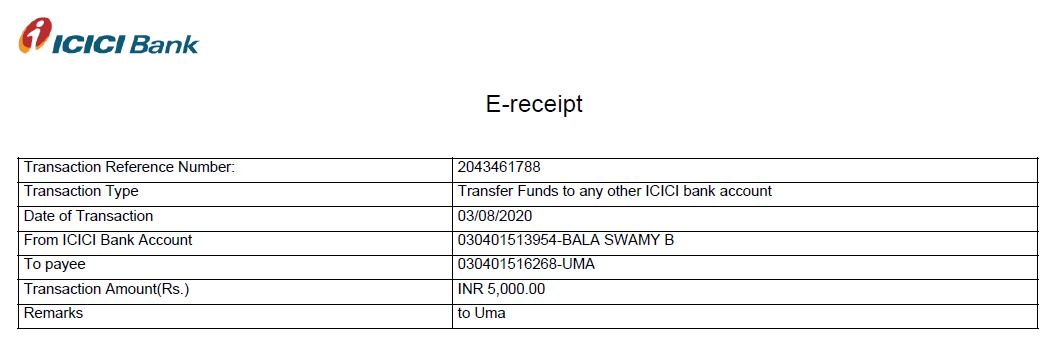 ICICI Bank
E-receipt
Transaction Reference Number: 2043461788
Transaction Type Transfer Funds to any other ICICI bank account
Date of Transaction 03/08/2020
From ICICI Bank Account 030401513954-BALA SWAMY B
To payee 030401516268-UMA
Transaction Amount(Rs.) INR 5,000.00
Remarks to Uma